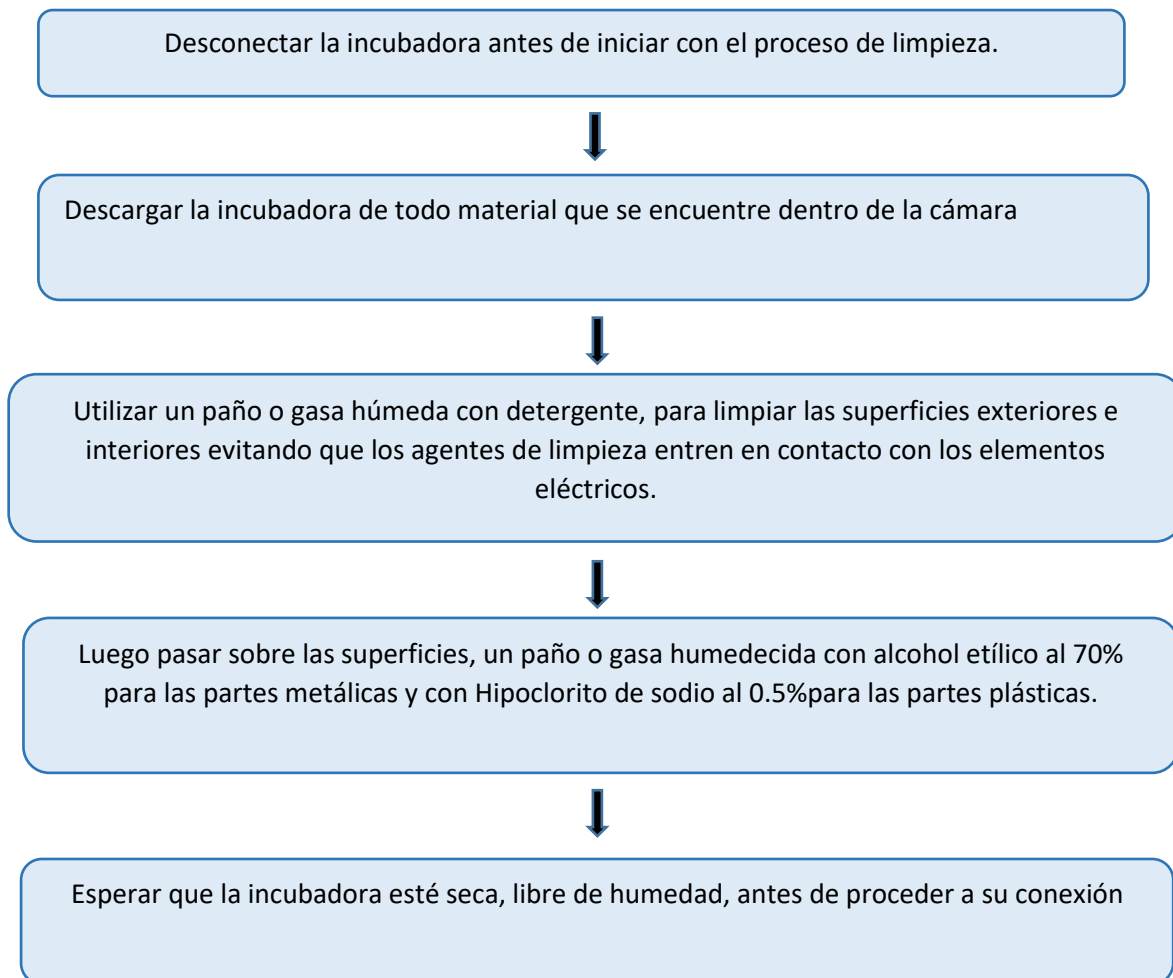 Desconectar la incubadora antes de iniciar con el proceso de limpieza.
Descargar la incubadora de todo material que se encuentre dentro de la cámara
Utilizar un paño o gasa húmeda con detergente, para limpiar las superficies exteriores e
interiores evitando que los agentes de limpieza entren en contacto con los elementos
eléctricos.
Luego pasar sobre las superficies, un paño o gasa humedecida con alcohol etílico al 70%
para las partes metálicas y con Hipoclorito de sodio al 0.5%para las partes plásticas.
Esperar que la incubadora esté seca, libre de humedad, antes de proceder a su conexión